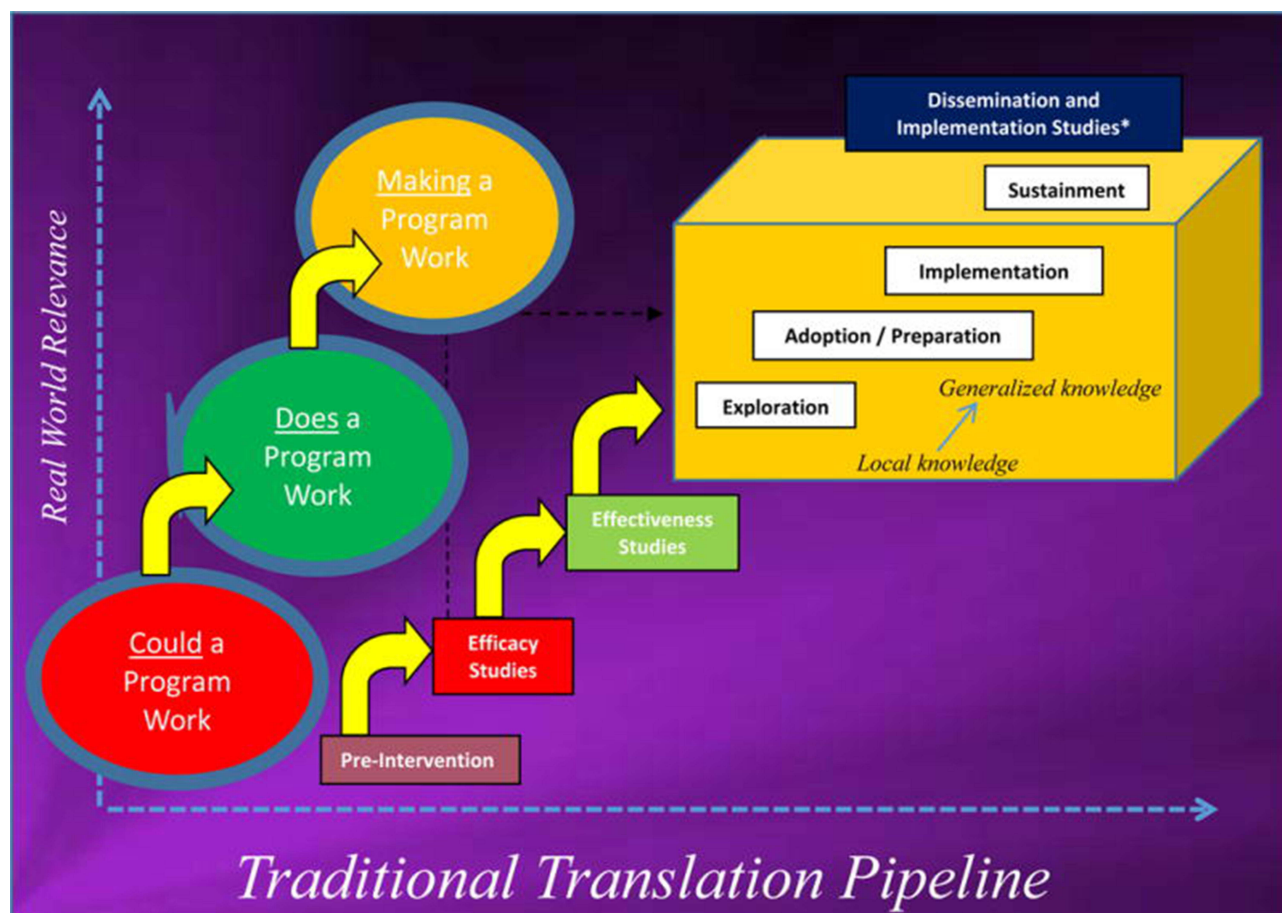 Real World Relevance
Making a
Program
Work
Does a
Program
Work
Could a
Program
Work
Pre-Intervention
Efficacy
Studies
Effectiveness
Studies
Dissemination and
Implementation Studies*
Sustainment
Implementation
Adoption / Preparation
Exploration
Generalized knowledge
Local knowledge
Traditional Translation Pipeline